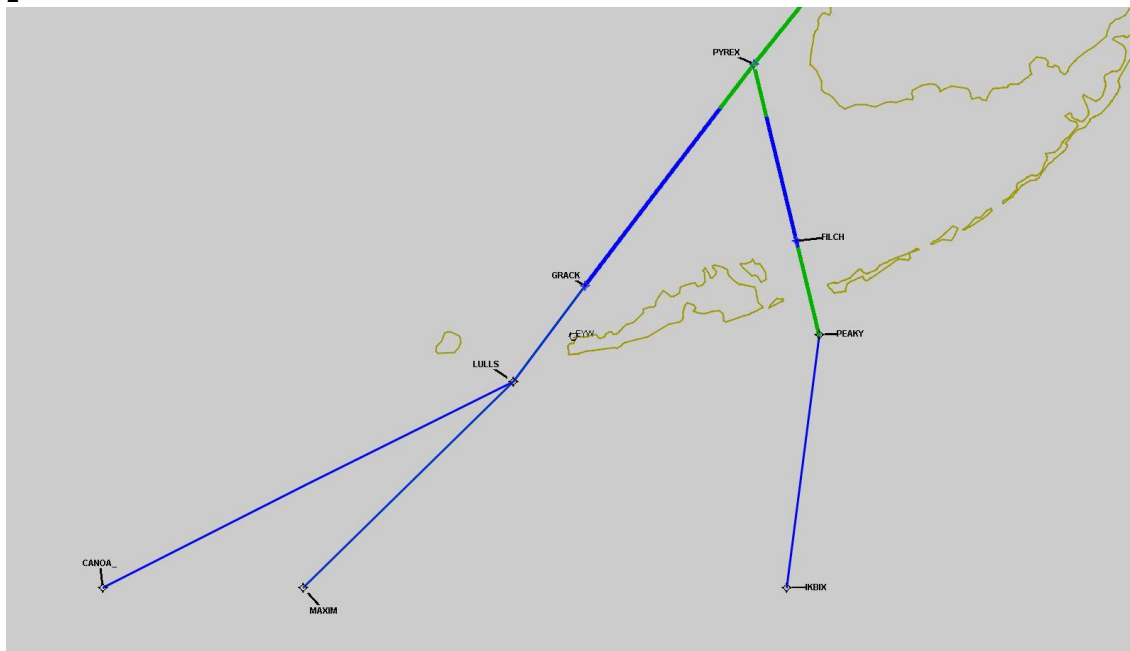 PYREX
FILCH
GRACK
EYW
PEAKY
LULLS
CANOA_
IKBIX
MAXIM